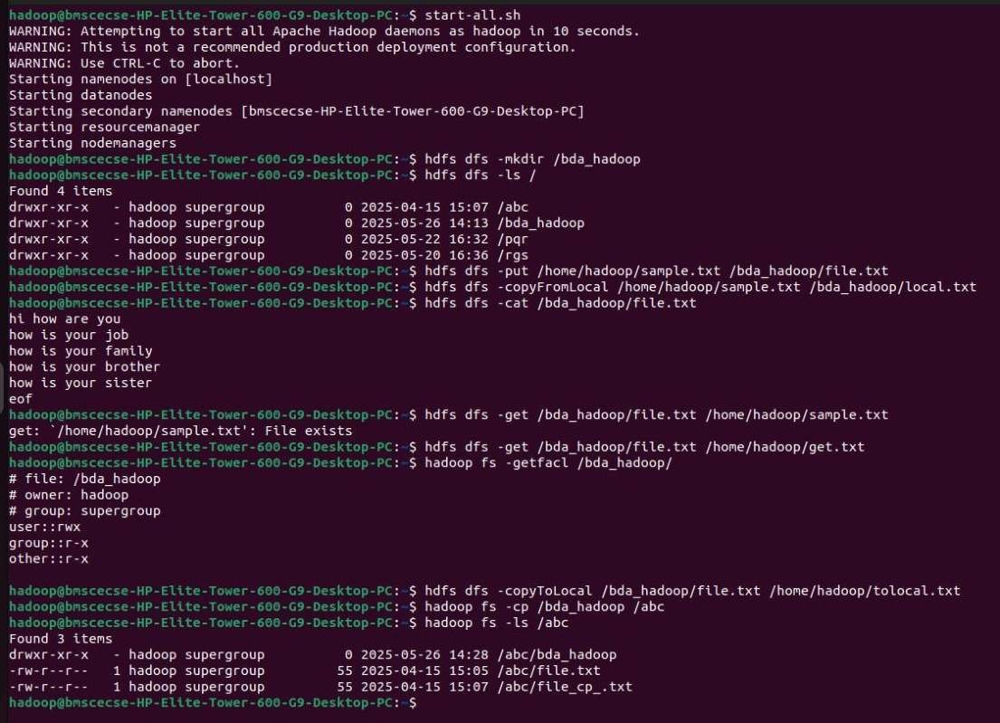 hadoop@bmscecse-HP-Elite-Tower-600-G9-Desktop-PC:~$ start-all.sh
WARNING: Attempting to start all Apache Hadoop daemons as hadoop in 10 seconds.
WARNING: This is not a recommended production deployment configuration.
WARNING: Use CTRL-C to abort.
Starting namenodes on [localhost]
Starting datanodes
Starting secondary namenodes [bmscecse-HP-Elite-Tower-600-G9-Desktop-PC]
Starting resourcemanager
Starting nodemanagers
hadoop@bmscecse-HP-Elite-Tower-600-G9-Desktop-PC:~$ hdfs dfs -mkdir /bda_hadoop
hadoop@bmscecse-HP-Elite-Tower-600-G9-Desktop-PC:~$ hdfs dfs -ls /
Found 4 items
drwxr-xr-x   - hadoop supergroup          0 2025-04-15 15:07 /abc
drwxr-xr-x   - hadoop supergroup          0 2025-05-26 14:13 /bda_hadoop
drwxr-xr-x   - hadoop supergroup          0 2025-05-22 16:32 /pqr
drwxr-xr-x   - hadoop supergroup          0 2025-05-20 16:36 /rgs
hadoop@bmscecse-HP-Elite-Tower-600-G9-Desktop-PC:~$ hdfs dfs -put /home/hadoop/sample.txt /bda_hadoop/file.txt
hadoop@bmscecse-HP-Elite-Tower-600-G9-Desktop-PC:~$ hdfs dfs -copyFromLocal /home/hadoop/sample.txt /bda_hadoop/local.txt
hadoop@bmscecse-HP-Elite-Tower-600-G9-Desktop-PC:~$ hdfs dfs -cat /bda_hadoop/file.txt
hi how are you
how is your job
how is your family
how is your brother
how is your sister
eof
hadoop@bmscecse-HP-Elite-Tower-600-G9-Desktop-PC:~$ hdfs dfs -get /bda_hadoop/file.txt /home/hadoop/sample.txt
get: `/home/hadoop/sample.txt': File exists
hadoop@bmscecse-HP-Elite-Tower-600-G9-Desktop-PC:~$ hdfs dfs -get /bda_hadoop/file.txt /home/hadoop/get.txt
hadoop@bmscecse-HP-Elite-Tower-600-G9-Desktop-PC:~$ hadoop fs -getfacl /bda_hadoop/
# file: /bda_hadoop
# owner: hadoop
# group: supergroup
user::rwx
group::r-x
other::r-x
hadoop@bmscecse-HP-Elite-Tower-600-G9-Desktop-PC:~$ hdfs dfs -copyToLocal /bda_hadoop/file.txt /home/hadoop/tolocal.txt
hadoop@bmscecse-HP-Elite-Tower-600-G9-Desktop-PC:~$ hadoop fs -cp /bda_hadoop /abc
hadoop@bmscecse-HP-Elite-Tower-600-G9-Desktop-PC:~$ hadoop fs -ls /abc
Found 3 items
drwxr-xr-x   - hadoop supergroup          0 2025-05-26 14:28 /abc/bda_hadoop
-rw-r--r--   1 hadoop supergroup         55 2025-04-15 15:05 /abc/file.txt
-rw-r--r--   1 hadoop supergroup         55 2025-04-15 15:07 /abc/file_cp_.txt
hadoop@bmscecse-HP-Elite-Tower-600-G9-Desktop-PC:~$